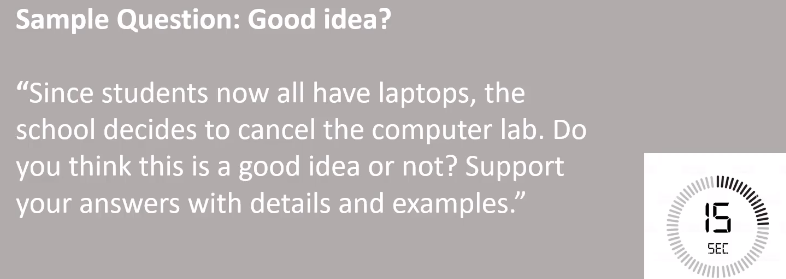 Sample Question: Good idea?
“Since students now all have laptops, the
school decides to cancel the computer lab. Do
you think this is a good idea or not? Support
your answers with details and examples.”
15
SEC